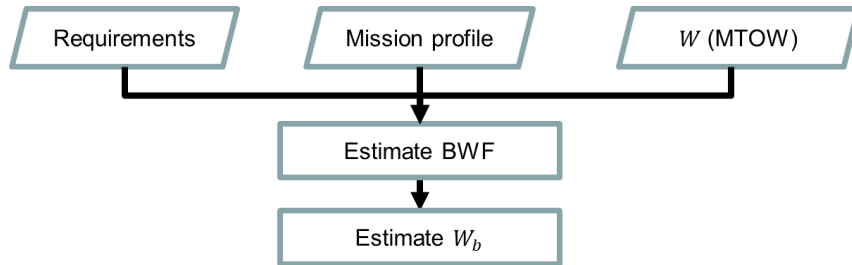 Requirements
Mission profile
W (MTOW)
Estimate BWF
Estimate W_b